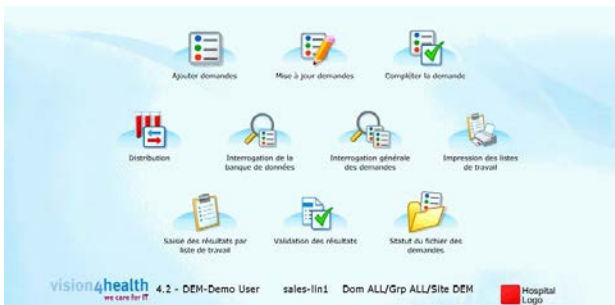 Ajouter demandes
Mise à jour demandes
Compléter la demande
Distribution
Interrogation de la
banque de données
Interrogation générale
des demandes
Impression des listes
de travail
Saisie des résultats par
liste de travail
Validation des résultats
Statut du fichier des
demandes
vision4health
we care for IT
4.2 - DEM-Demo User
sales-lin1
Dom ALL/Grp ALL/Site DEM
Hospital
Logo